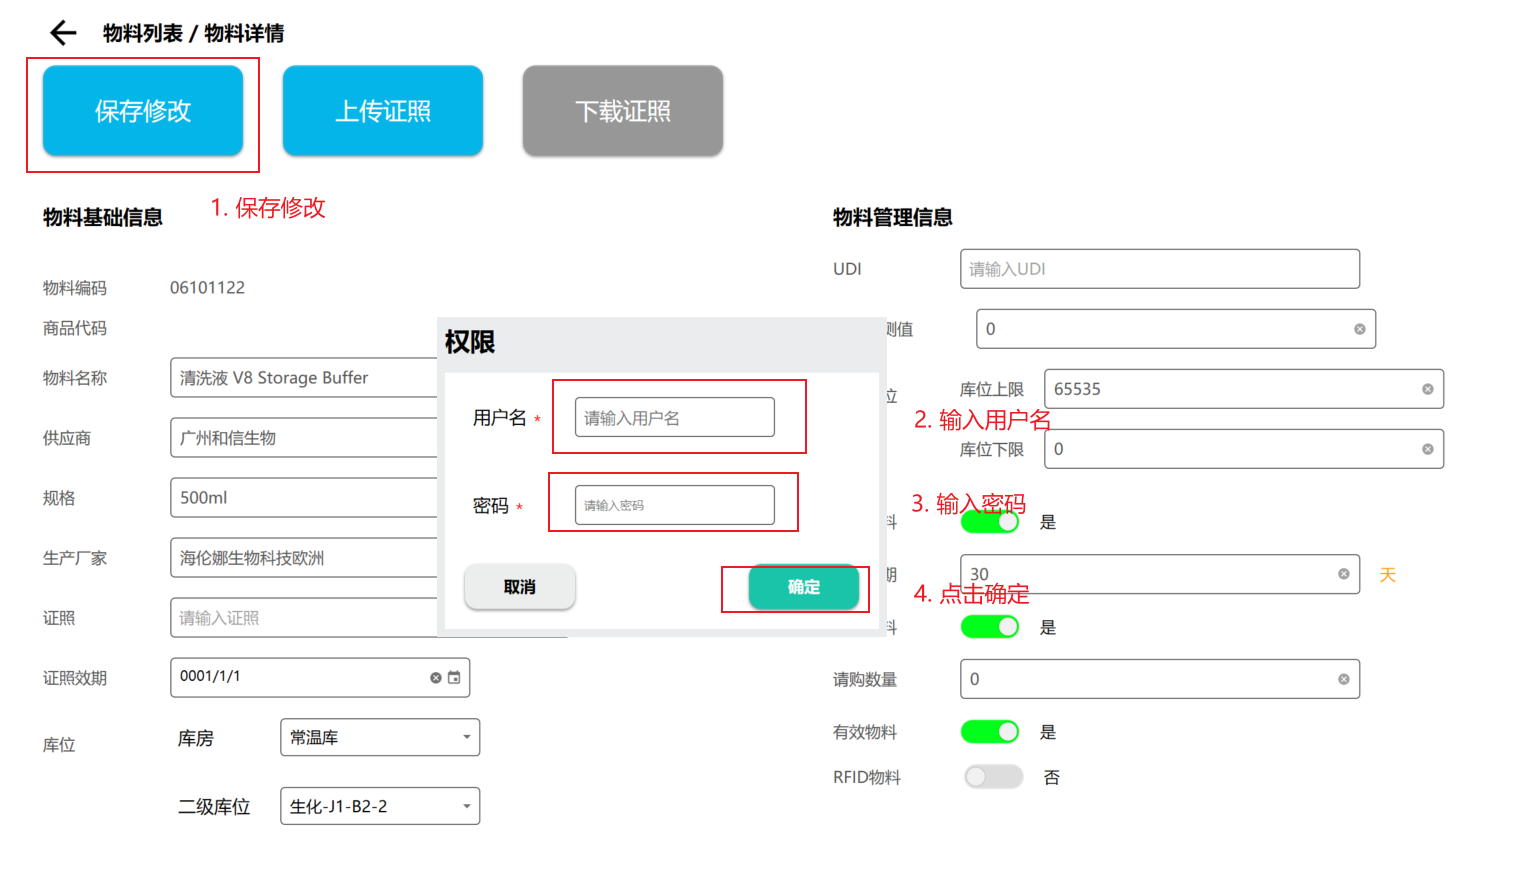 物料列表 / 物料详情
保存修改
上传证照
下载证照
1. 保存修改
物料基础信息
物料编码 06101122
商品代码
物料名称 清洗液 V8 Storage Buffer
供应商 广州和信生物
规格 500ml
生产厂家 海伦娜生物科技欧洲
证照 请输入证照
证照效期 0001/1/1
库位 库房 常温库
二级库位 生化-J1-B2-2
权限
用户名 * 请输入用户名
密码 * 请输入密码
取消 确定
物料管理信息
UDI 请输入UDI
测值 0
位 库位上限 65535
2. 输入用户名
库位下限 0
3. 输入密码
料 是
期 30 天
4. 点击确定
料 是
请购数量 0
有效物料 是
RFID物料 否